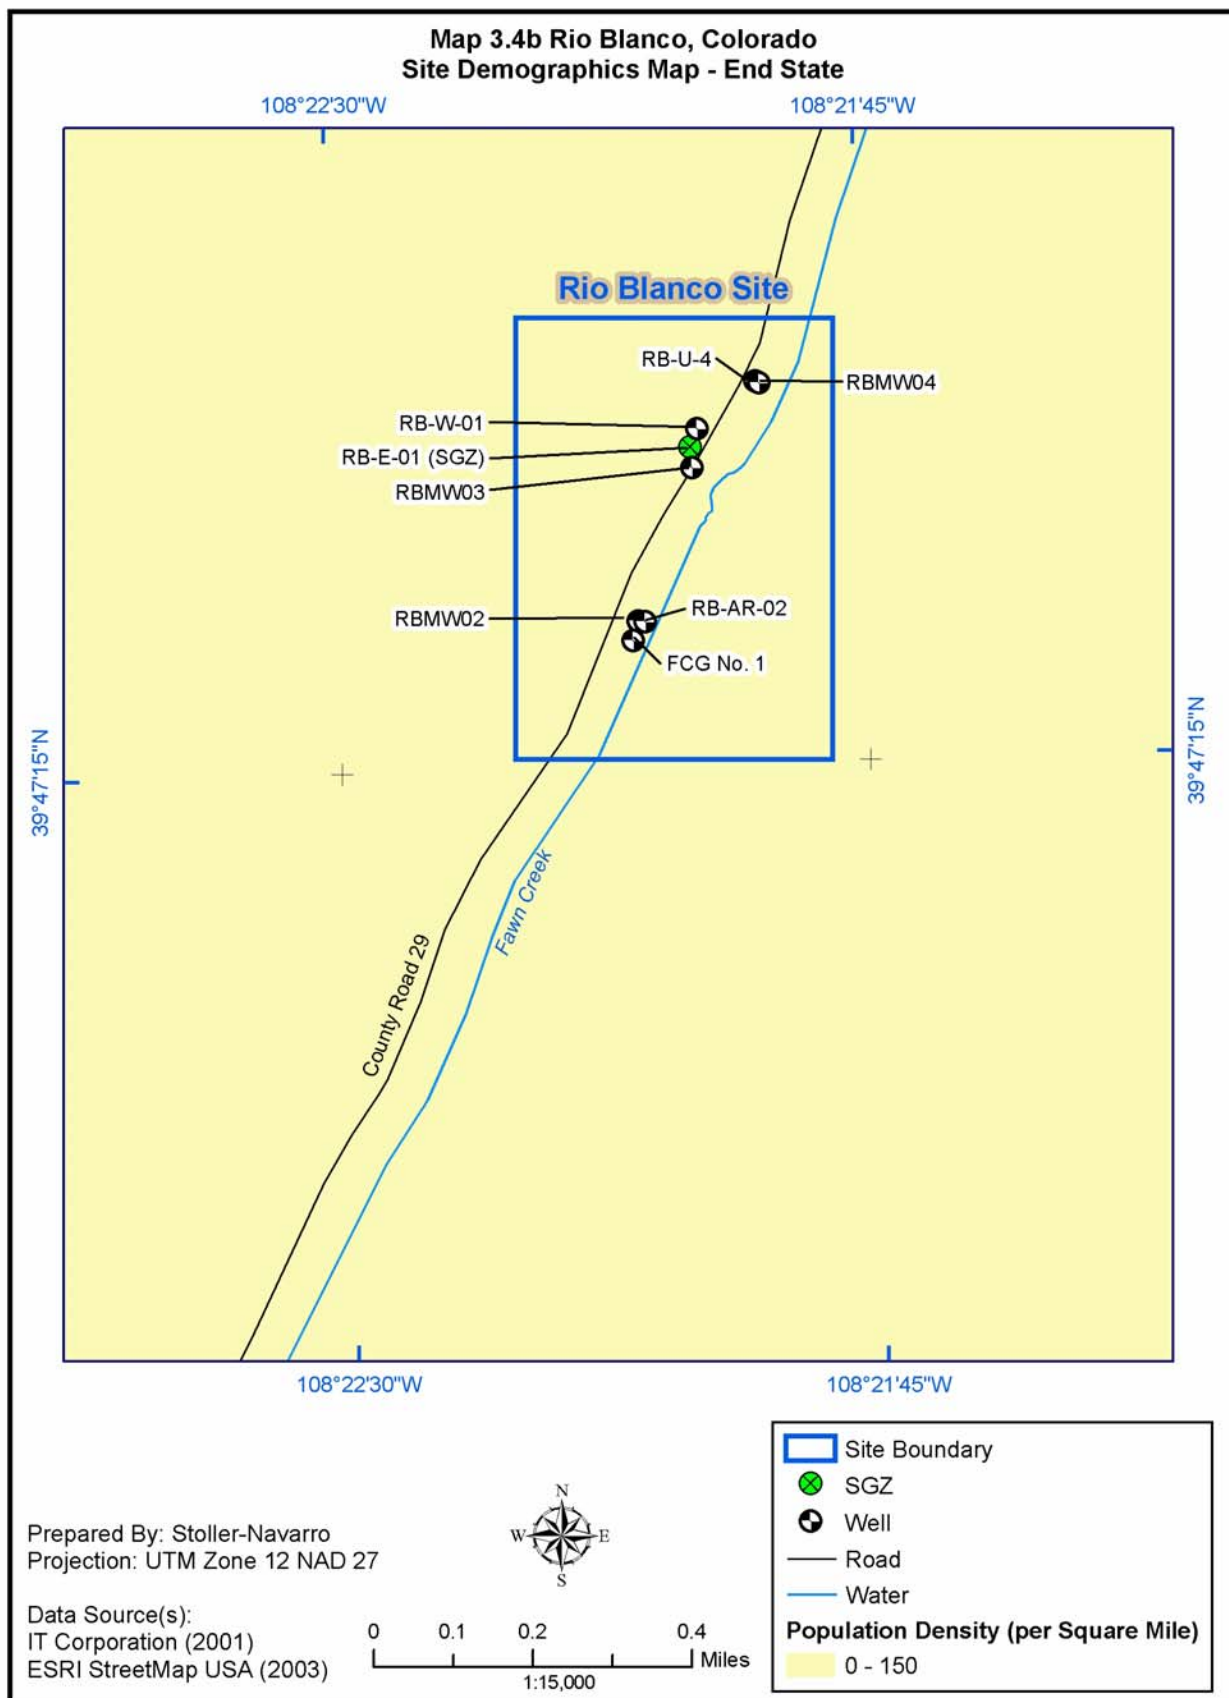 Map 3.4b Rio Blanco, Colorado
Site Demographics Map - End State
108°22'30"W
108°21'45"W
Rio Blanco Site
RB-U-4
RBMW04
RB-W-01
RB-E-01 (SGZ)
RBMW03
RBMW02
RB-AR-02
FCG No. 1
39°47'15"N
39°47'15"N
Fawn Creek
County Road 29
108°22'30"W
108°21'45"W
Prepared By: Stoller-Navarro
Projection: UTM Zone 12 NAD 27
Data Source(s):
IT Corporation (2001)
ESRI StreetMap USA (2003)
N
W
E
S
0 0.1 0.2 0.4
Miles
1:15,000
Site Boundary
SGZ
Well
Road
Water
Population Density (per Square Mile)
0 - 150